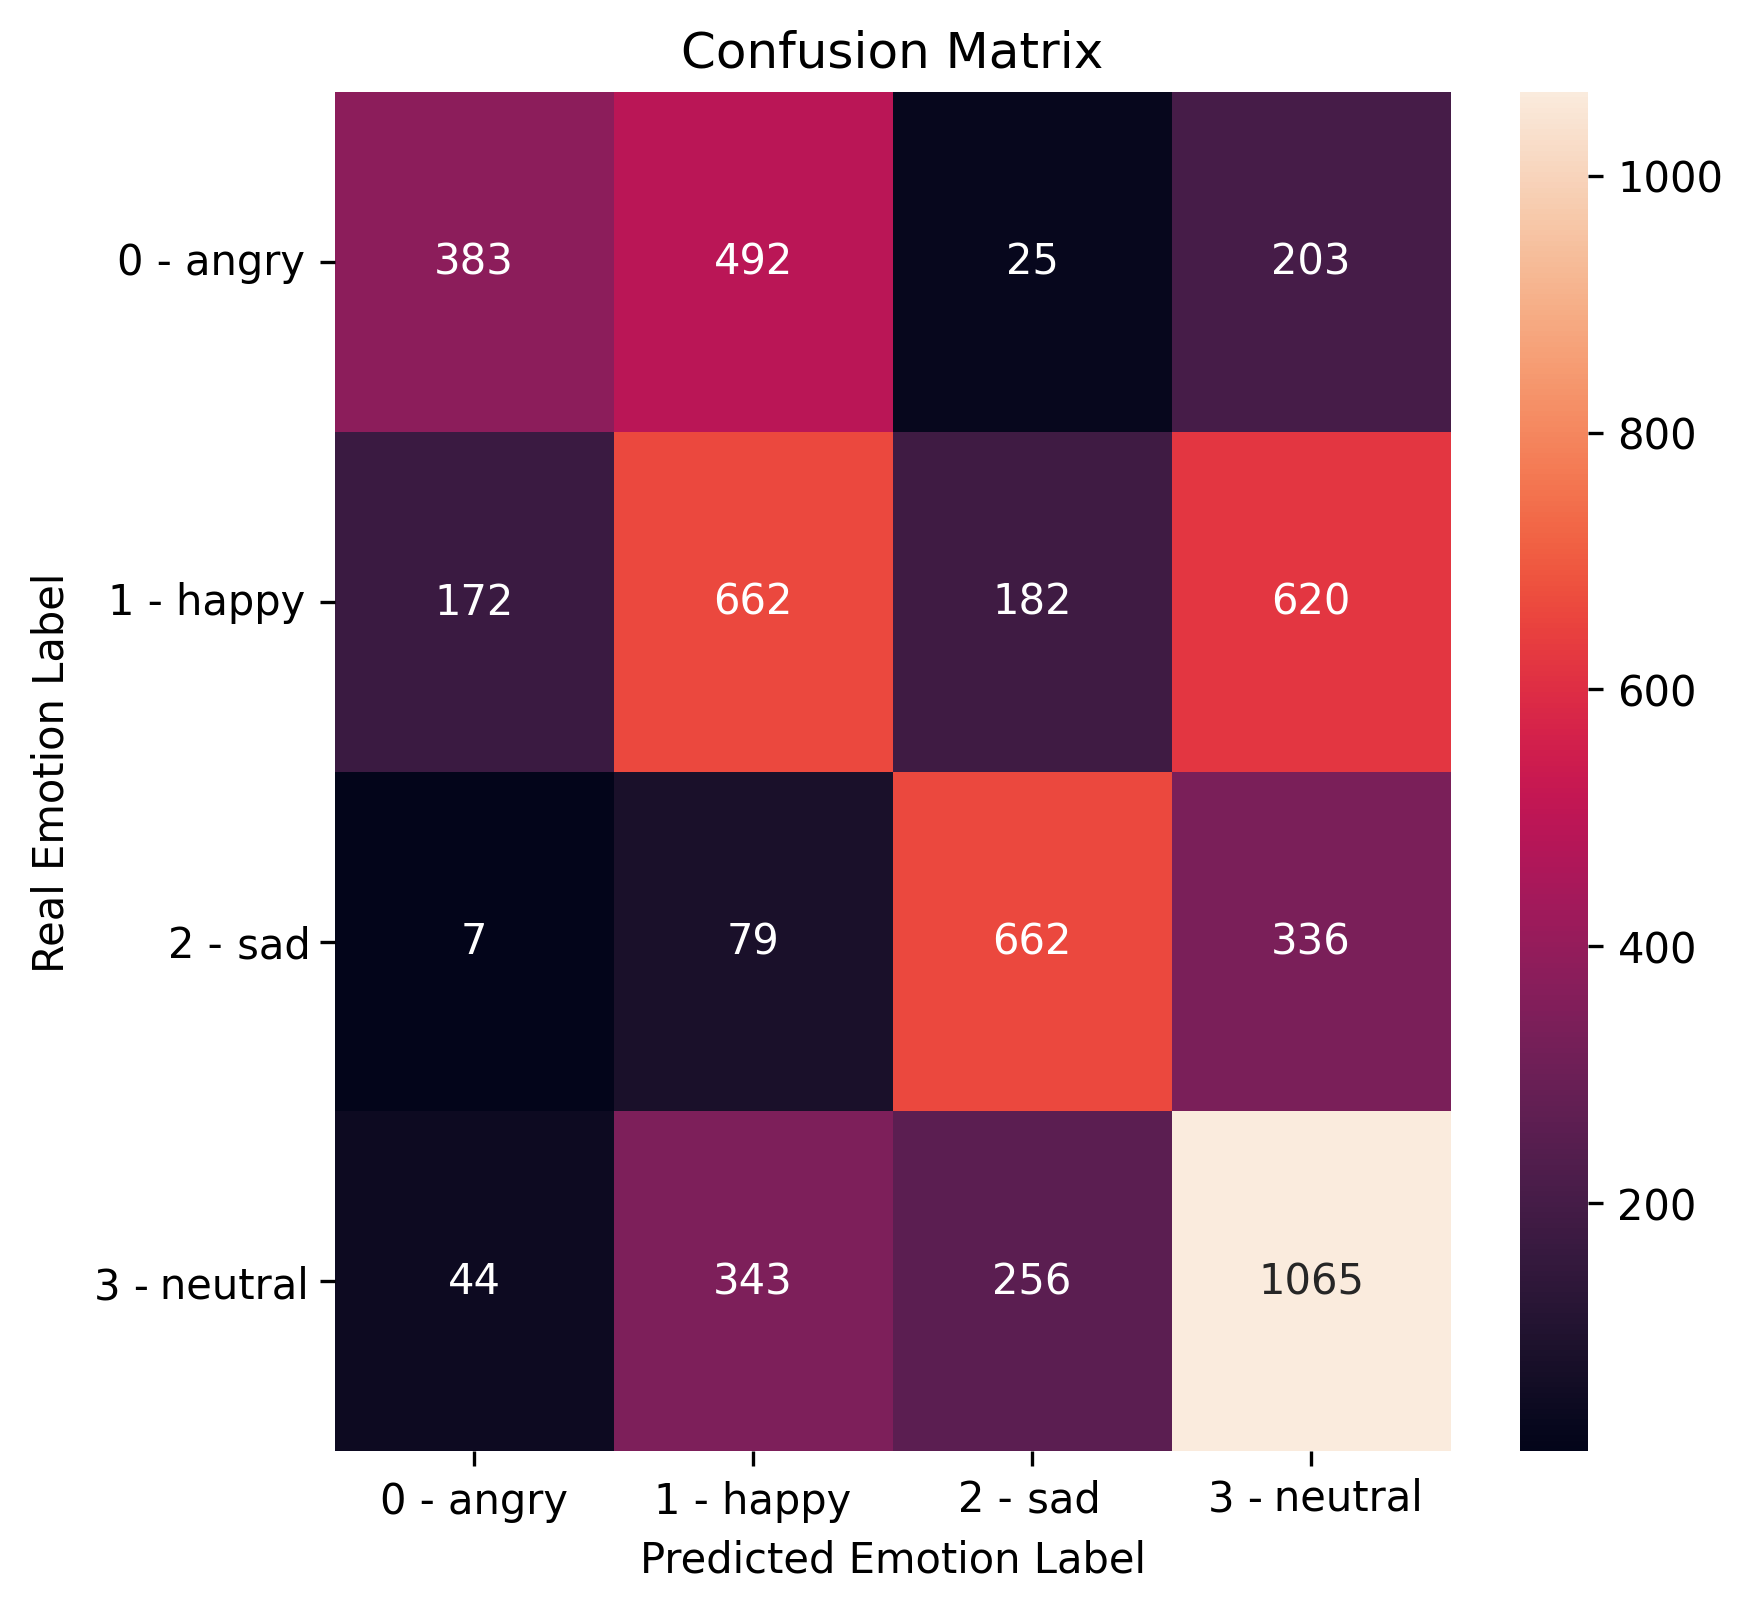 Confusion Matrix
Real Emotion Label
0 - angry
383
492
25
203
1 - happy
172
662
182
620
2 - sad
7
79
662
336
3 - neutral
44
343
256
1065
0 - angry
1 - happy
2 - sad
3 - neutral
Predicted Emotion Label
1000
800
600
400
200